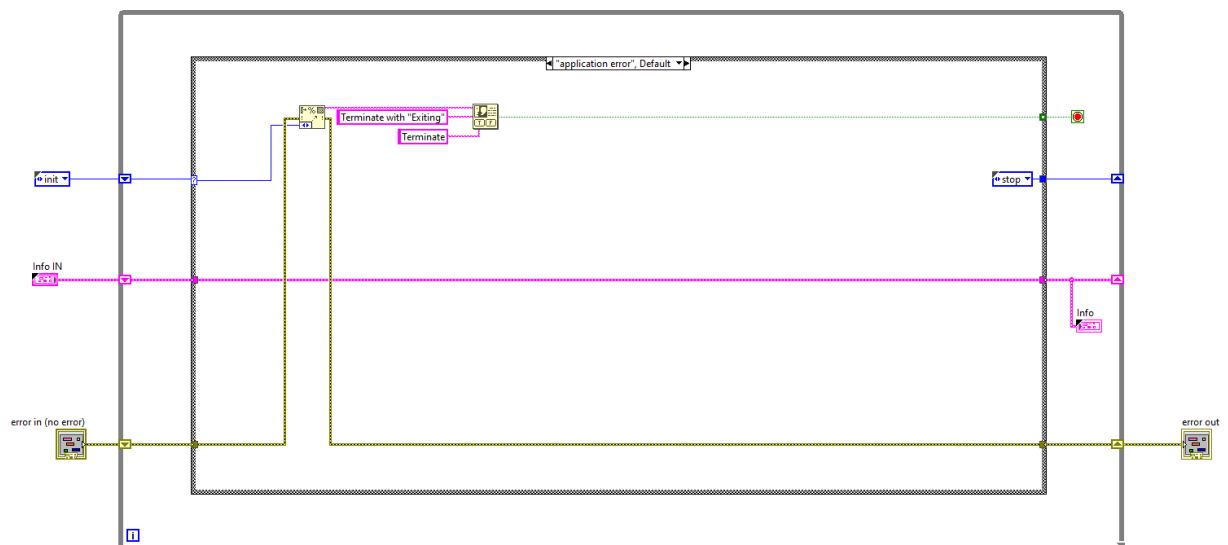 "application error", Default
Terminate with "Exiting"
Terminate
init
stop
Info IN
Info
error in (no error)
error out
i